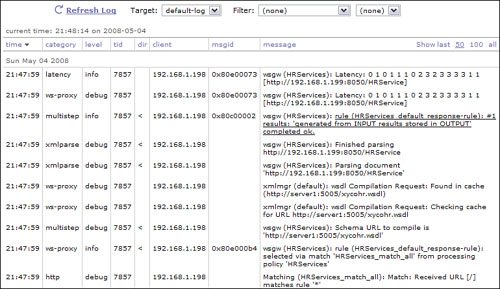 Refresh Log Target: default-log Filter: (none) (none)
current time: 21:48:14 on 2008-05-04
time category level tid dir client msgid message Show last 50 100 all
Sun May 04 2008
21:47:59 latency info 7857 192.168.1.198 0x80e00073 wsgw (HRServices): Latency: 0 1 0 1 1 1 0 2 3 2 3 3 3 3 1 1
[http://192.168.1.199:8050/HRService]
21:47:59 ws-proxy debug 7857 192.168.1.198 0x80e00073 wsgw (HRServices): Latency: 0 1 0 1 1 1 0 2 3 2 3 3 3 3 1 1
[http://192.168.1.199:8050/HRService]
21:47:59 multistep info 7857 < 192.168.1.198 0x80c00002 wsgw (HRServices): rule (HRServices_default_response-rule): #1
results: 'generated from INPUT results stored in OUTPUT'
completed ok.
21:47:59 xmlparse debug 7857 < 192.168.1.198 wsgw (HRServices): Finished parsing
http://192.168.1.199:8050/HRService
21:47:59 xmlparse debug 7857 < 192.168.1.198 wsgw (HRServices): Parsing document
'http://192.168.1.199:8050/HRService'
21:47:59 ws-proxy debug 7857 192.168.1.198 xmlmgr (default): wsdl Compilation Request: Found in cache
(http://server1:5005/xycohr.wsdl)
21:47:59 ws-proxy debug 7857 192.168.1.198 xmlmgr (default): wsdl Compilation Request: Checking cache
for URL http://server1:5005/xycohr.wsdl
21:47:59 multistep debug 7857 < 192.168.1.198 wsgw (HRServices): Schema URL to compile is
'http://server1:5005/xycohr.wsdl'
21:47:59 ws-proxy info 7857 < 192.168.1.198 0x80e000b4 wsgw (HRServices): rule (HRServices_default_response-rule):
selected via match 'HRServices_match_all' from processing
policy 'HRServices'
21:47:59 http debug 7857 192.168.1.198 Matching (HRServices_match_all): Match: Received URL [/]
matches rule '*'